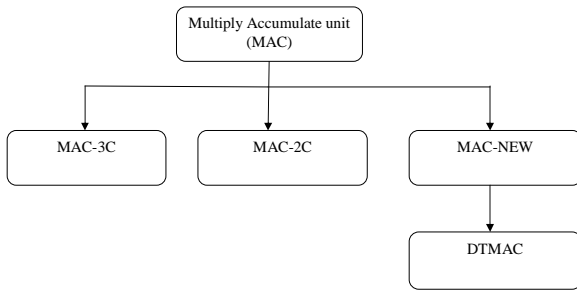 Multiply Accumulate unit
(MAC)
MAC-3C
MAC-2C
MAC-NEW
DTMAC